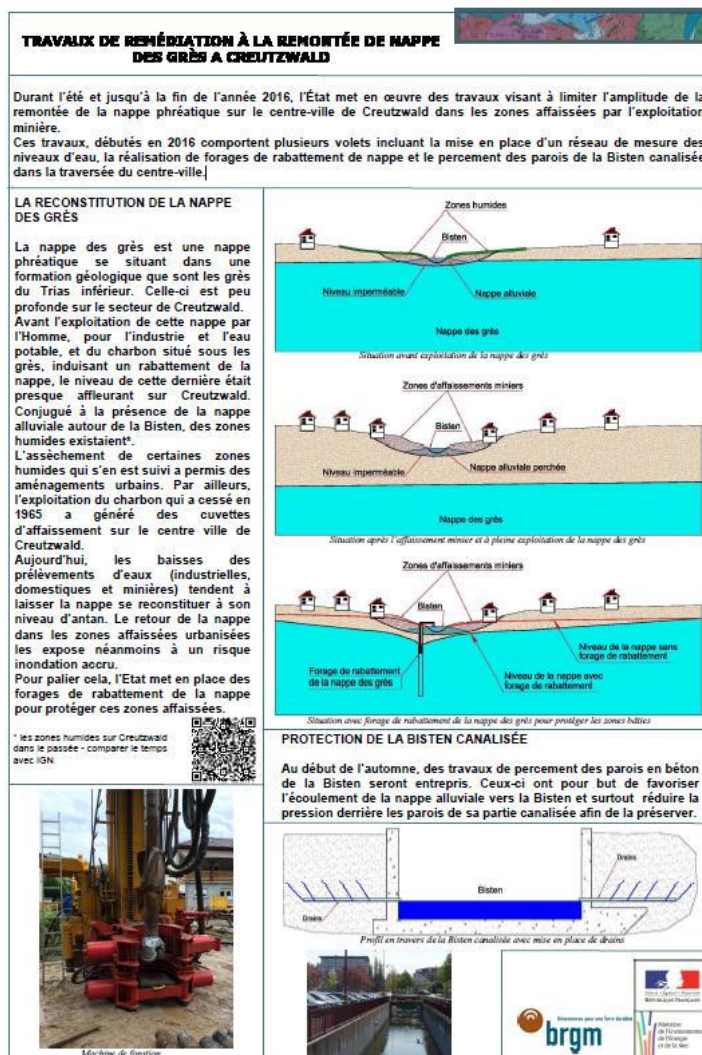 TRAVAUX DE REMÉDIATION À LA REMONTÉE DE NAPPE
DES GRÈS A CREUTZWALD
Durant l'été et jusqu'à la fin de l'année 2016, l'État met en œuvre des travaux visant à limiter l'amplitude de la
remontée de la nappe phréatique sur le centre-ville de Creutzwald dans les zones affaissées par l'exploitation
minière.
Ces travaux, débutés en 2016 comportent plusieurs volets incluant la mise en place d'un réseau de mesure des
niveaux d'eau, la réalisation de forages de rabattement de nappe et le percement des parois de la Bisten canalisée
dans la traversée du centre-ville.
LA RECONSTITUTION DE LA NAPPE
DES GRÈS
La nappe des grès est une nappe
phréatique se situant dans une
formation géologique que sont les grès
du Trias inférieur. Celle-ci est peu
profonde sur le secteur de Creutzwald.
Avant l'exploitation de cette nappe par
l'Homme, pour l'industrie et l'eau
potable, et du charbon situé sous les
grès, induisant un rabattement de la
nappe, le niveau de cette dernière était
presque affleurant sur Creutzwald.
Conjugué à la présence de la nappe
alluviale autour de la Bisten, des zones
humides existaient*.
L'assèchement de certaines zones
humides qui s'en est suivi a permis des
aménagements urbains. Par ailleurs,
l'exploitation du charbon qui a cessé en
1965 a généré des cuvettes
d'affaissement sur le centre ville de
Creutzwald.
Aujourd'hui, les baisses des
prélèvements d'eaux (industrielles,
domestiques et minières) tendent à
laisser la nappe se reconstituer à son
niveau d'antan. Le retour de la nappe
dans les zones affaissées urbanisées
les expose néanmoins à un risque
inondation accru.
Pour palier cela, l'Etat met en place des
forages de rabattement de la nappe
pour protéger ces zones affaissées.
* les zones humides sur Creutzwald
dans le passée - comparer le temps
avec IGN
Machine de foration
Zones humides
Bisten
Niveau imperméable
Nappe alluviale
Nappe des grès
Situation avant exploitation de la nappe des grès
Zones d'affaissements miniers
Bisten
Niveau imperméable
Nappe alluviale perchée
Nappe des grès
Situation après l'affaissement minier et à pleine exploitation de la nappe des grès
Zones d'affaissements miniers
Bisten
Forage de rabattement
de la nappe des grès
Niveau de la nappe sans
forage de rabattement
Niveau de la nappe avec
forage de rabattement
Situation avec forage de rabattement de la nappe des grès pour protéger les zones bâties
PROTECTION DE LA BISTEN CANALISÉE
Au début de l'automne, des travaux de percement des parois en béton
de la Bisten seront entrepris. Ceux-ci ont pour but de favoriser
l'écoulement de la nappe alluviale vers la Bisten et surtout réduire la
pression derrière les parois de sa partie canalisée afin de la préserver.
Drains
Bisten
Drains
Profil en travers de la Bisten canalisée avec mise en place de drains
Géosciences pour une Terre durable
brgm
Liberté • Égalité • Fraternité
RÉPUBLIQUE FRANÇAISE
Ministère
de l'Environnement
de l'Énergie
et de la Mer